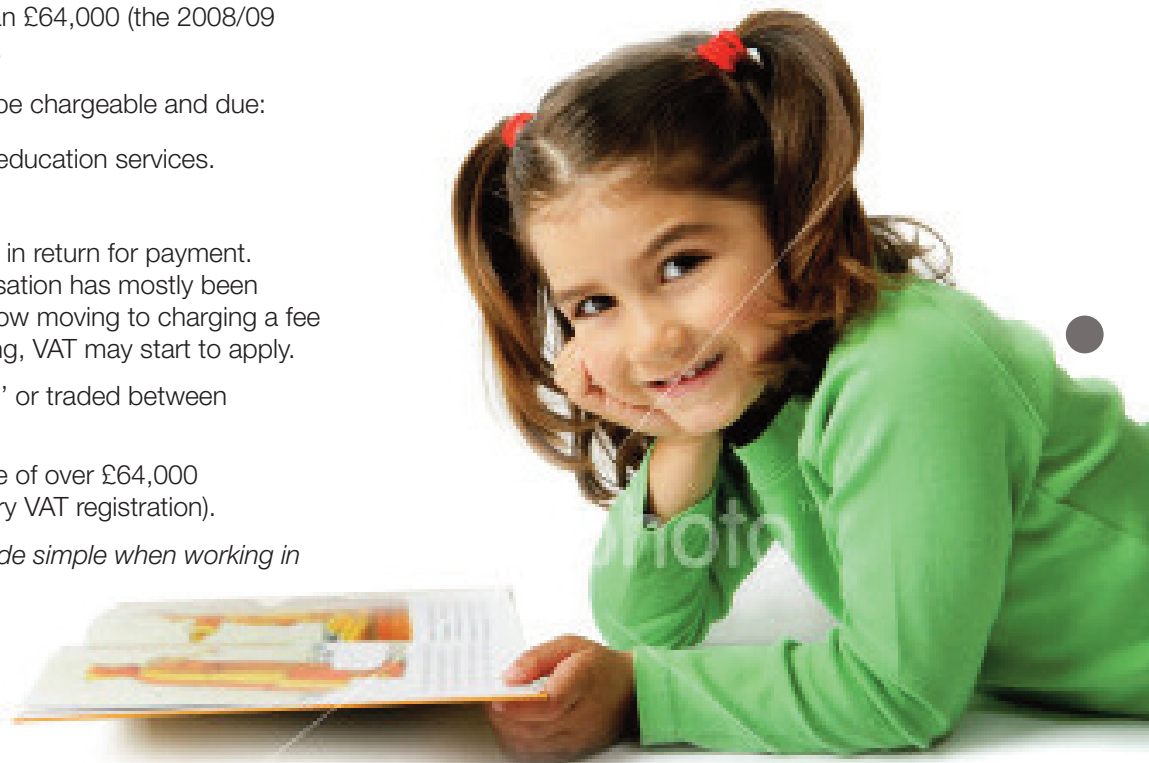 an £64,000 (the 2008/09
be chargeable and due:
education services.
in return for payment.
sation has mostly been
ow moving to charging a fee
ng, VAT may start to apply.
’ or traded between
e of over £64,000
ry VAT registration).
de simple when working in
photo